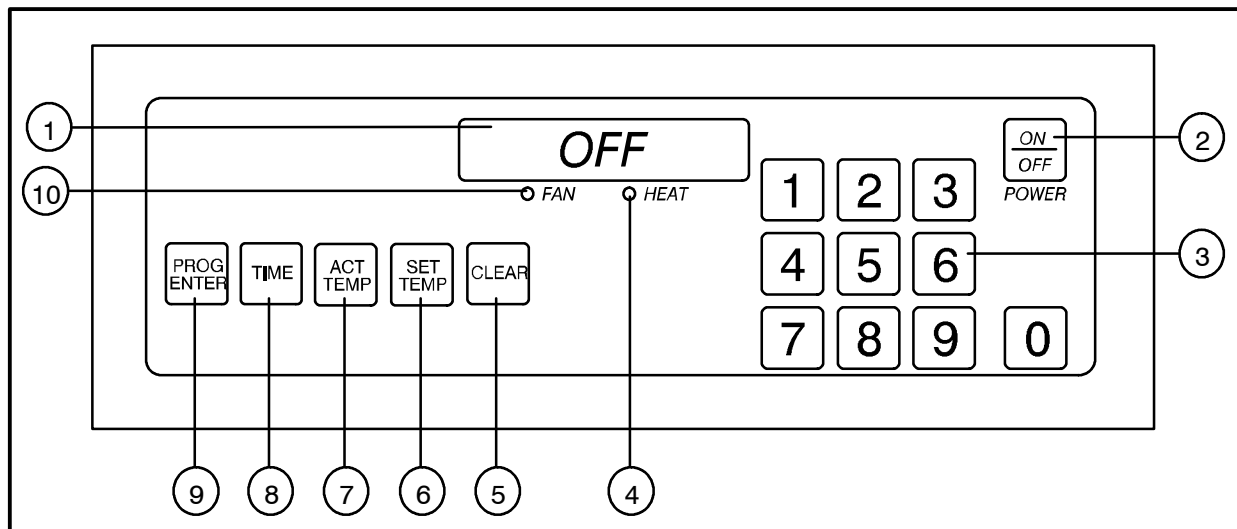 1
OFF
ON
OFF
POWER
2
10
FAN
HEAT
1 2 3
4 5 6
3
7 8 9 0
PROG
ENTER
TIME
ACT
TEMP
SET
TEMP
CLEAR
9 8 7 6 5 4